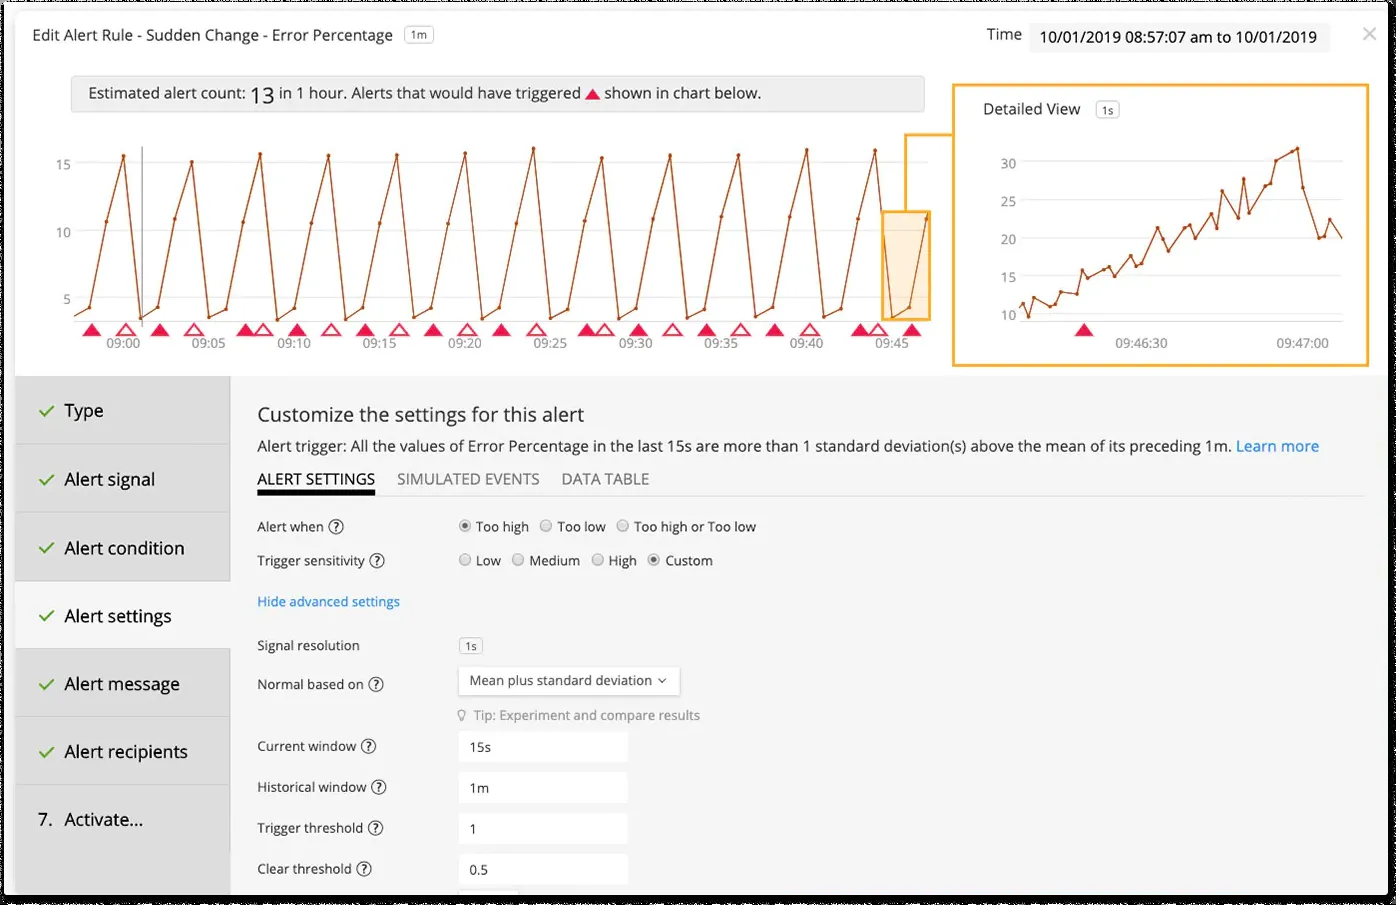 Edit Alert Rule - Sudden Change - Error Percentage 1m
Time 10/01/2019 08:57:07 am to 10/01/2019
Estimated alert count: 13 in 1 hour. Alerts that would have triggered shown in chart below.
15
10
5
09:00 09:05 09:10 09:15 09:20 09:25 09:30 09:35 09:40 09:45
Detailed View 1s
30
25
20
15
10
09:46:30 09:47:00
Type
Alert signal
Alert condition
Alert settings
Alert message
Alert recipients
7. Activate...
Customize the settings for this alert
Alert trigger: All the values of Error Percentage in the last 15s are more than 1 standard deviation(s) above the mean of its preceding 1m. Learn more
ALERT SETTINGS SIMULATED EVENTS DATA TABLE
Alert when ? Too high Too low Too high or Too low
Trigger sensitivity ? Low Medium High Custom
Hide advanced settings
Signal resolution 1s
Normal based on ? Mean plus standard deviation
Tip: Experiment and compare results
Current window ? 15s
Historical window ? 1m
Trigger threshold ? 1
Clear threshold ? 0.5